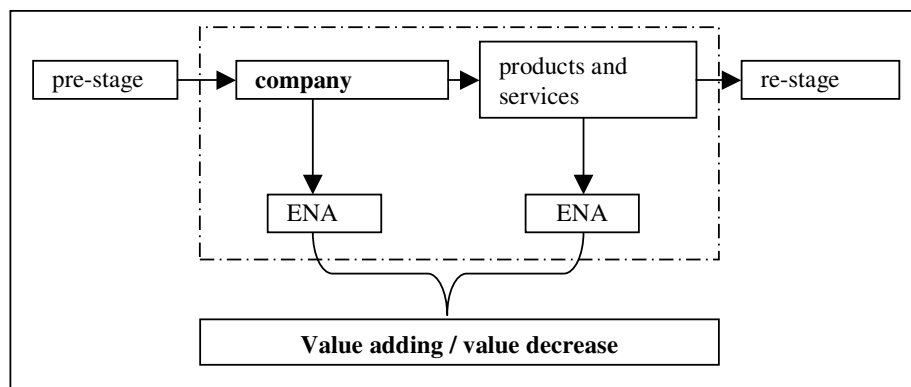 pre-stage
company
products and
services
re-stage
ENA
ENA
Value adding / value decrease